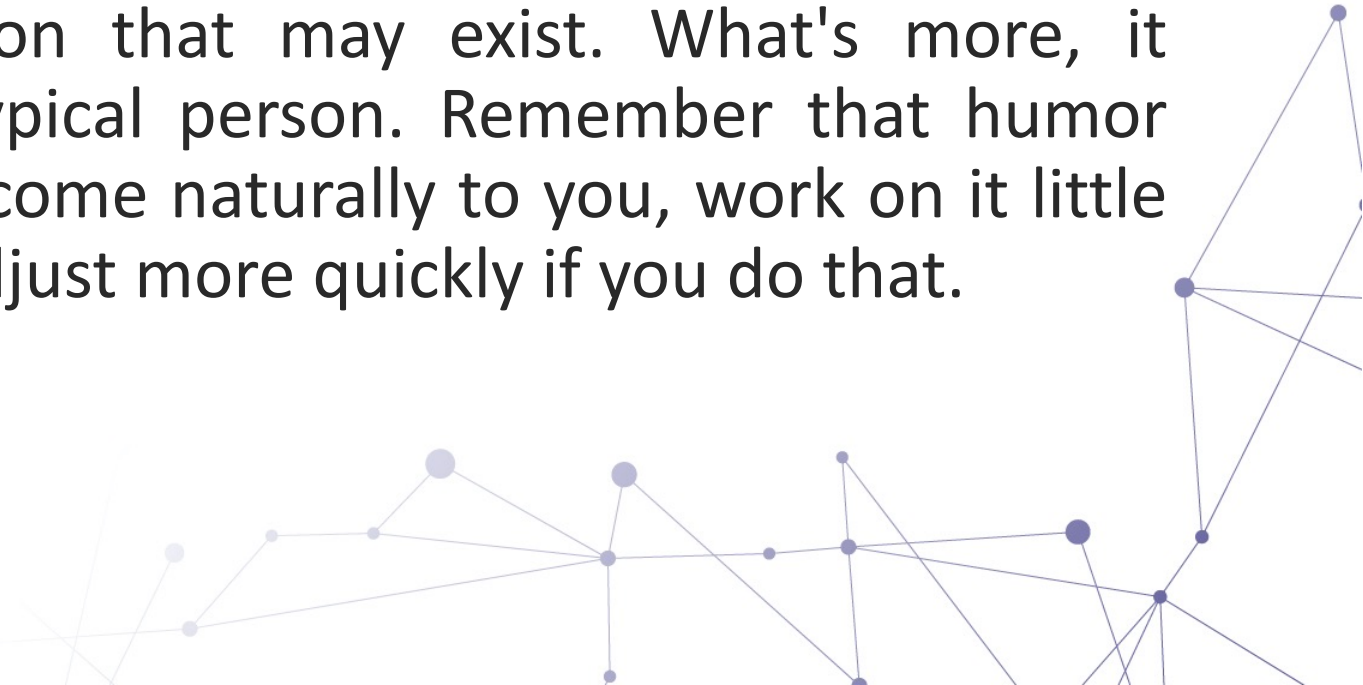 on that may exist. What's more, it
ypical person. Remember that humor
come naturally to you, work on it little
just more quickly if you do that.